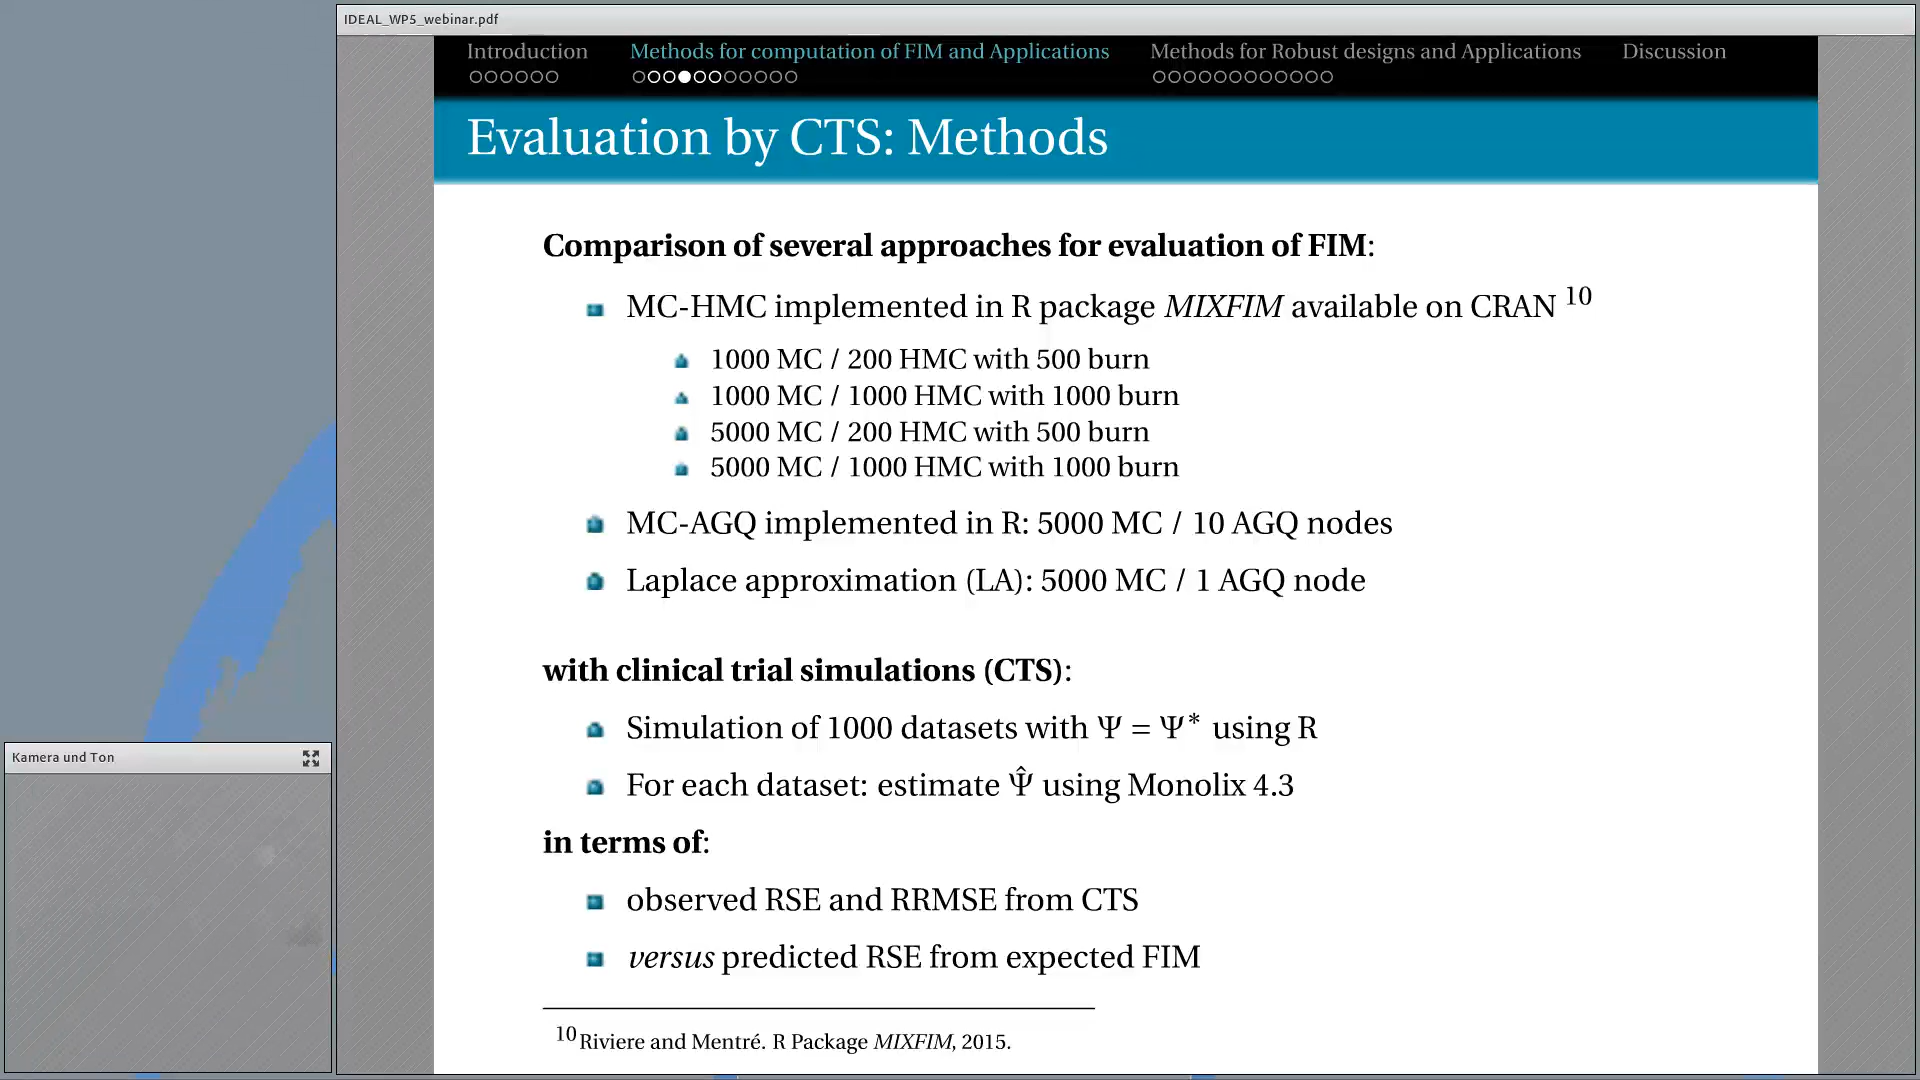 IDEAL_WP5_webinar.pdf
Introduction Methods for computation of FIM and Applications Methods for Robust designs and Applications Discussion
Evaluation by CTS: Methods
Comparison of several approaches for evaluation of FIM:
MC-HMC implemented in R package MIXFIM available on CRAN 10
1000 MC / 200 HMC with 500 burn
1000 MC / 1000 HMC with 1000 burn
5000 MC / 200 HMC with 500 burn
5000 MC / 1000 HMC with 1000 burn
MC-AGQ implemented in R: 5000 MC / 10 AGQ nodes
Laplace approximation (LA): 5000 MC / 1 AGQ node
with clinical trial simulations (CTS):
Simulation of 1000 datasets with Ψ = Ψ* using R
For each dataset: estimate Ψ̂ using Monolix 4.3
in terms of:
observed RSE and RRMSE from CTS
versus predicted RSE from expected FIM
10 Riviere and Mentré. R Package MIXFIM, 2015.
Kamera und Ton